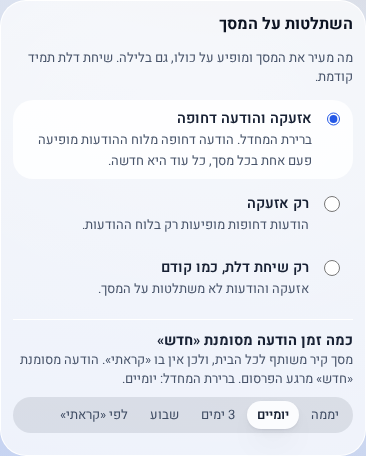 השתלטות על המסך
מה מעיר את המסך ומופיע על כולו, גם בלילה. שיחת דלת תמיד
קודמת.
אזעקה והודעה דחופה
ברירת המחדל. הודעה דחופה מלוח ההודעות מופיעה
פעם אחת בכל מסך, כל עוד היא חדשה.
רק אזעקה
הודעות דחופות מופיעות רק בלוח ההודעות.
רק שיחת דלת, כמו קודם
אזעקה והודעות לא משתלטות על המסך.
כמה זמן הודעה מסומנת «חדש»
מסך קיר משותף לכל הבית, ולכן אין בו «קראתי». הודעה מסומנת
«חדש» מרגע הפרסום. ברירת המחדל: יומיים.
יממה יומיים 3 ימים שבוע לפי «קראתי»